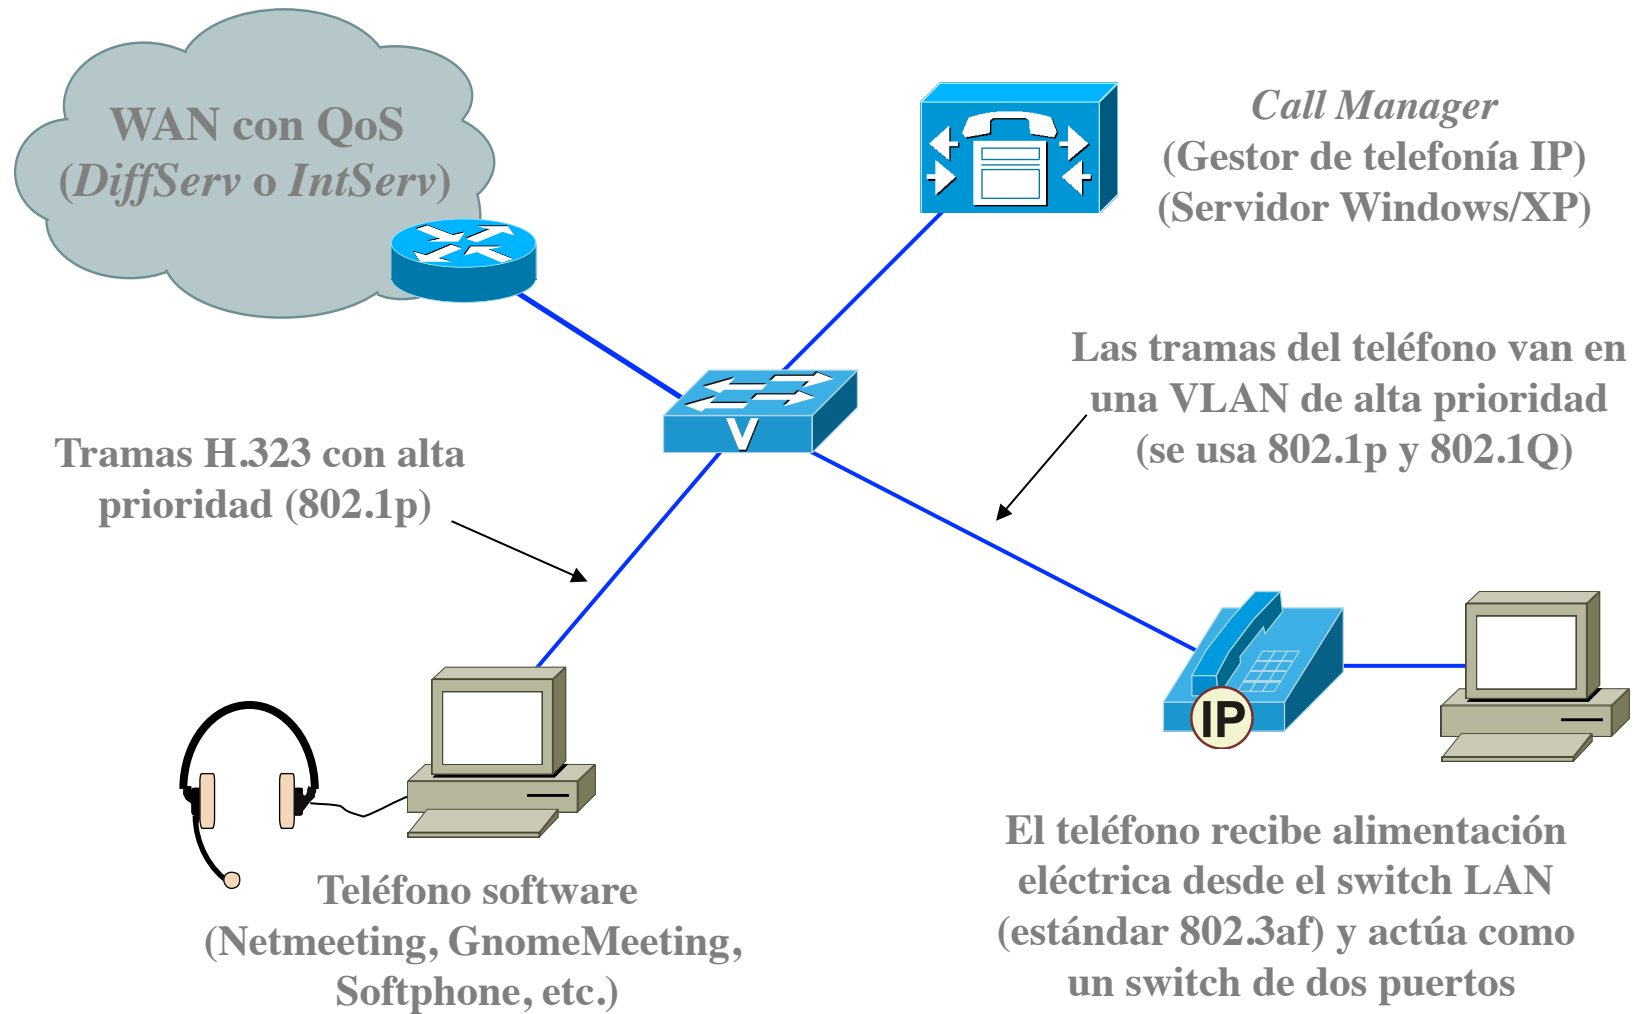 WAN con QoS
(DiffServ o IntServ)
Call Manager
(Gestor de telefonía IP)
(Servidor Windows/XP)
Las tramas del teléfono van en
una VLAN de alta prioridad
(se usa 802.1p y 802.1Q)
V
Tramas H.323 con alta
prioridad (802.1p)
IP
Teléfono software
(Netmeeting, GnomeMeeting,
Softphone, etc.)
El teléfono recibe alimentación
eléctrica desde el switch LAN
(estándar 802.3af) y actúa como
un switch de dos puertos